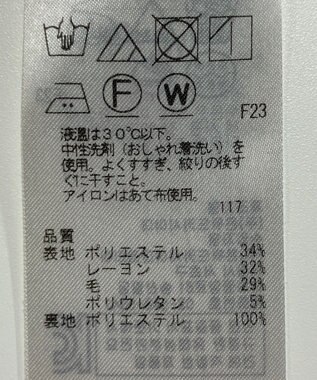 F
W
F23
液温は30℃以下。
中性洗剤(おしゃれ着洗い)を
使用。よくすすぎ、絞りの後す
ぐに干すこと。
アイロンはあて布使用。
117
品質
表地 ポリエステル 34%
レーヨン 32%
毛 29%
ポリウレタン 5%
裏地 ポリエステル 100%